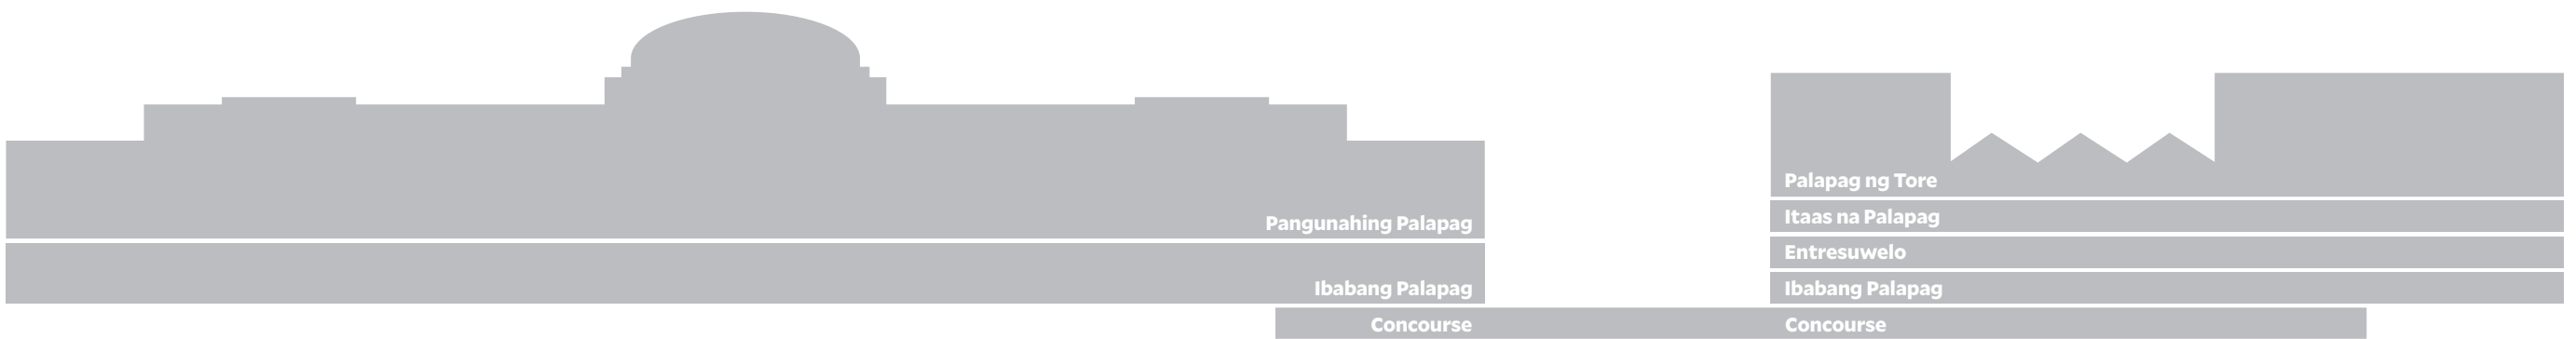 Pangunahing Palapag
Ibabang Palapag
Concourse
Palapag ng Tore
Itaas na Palapag
Entresuwelo
Ibabang Palapag
Concourse